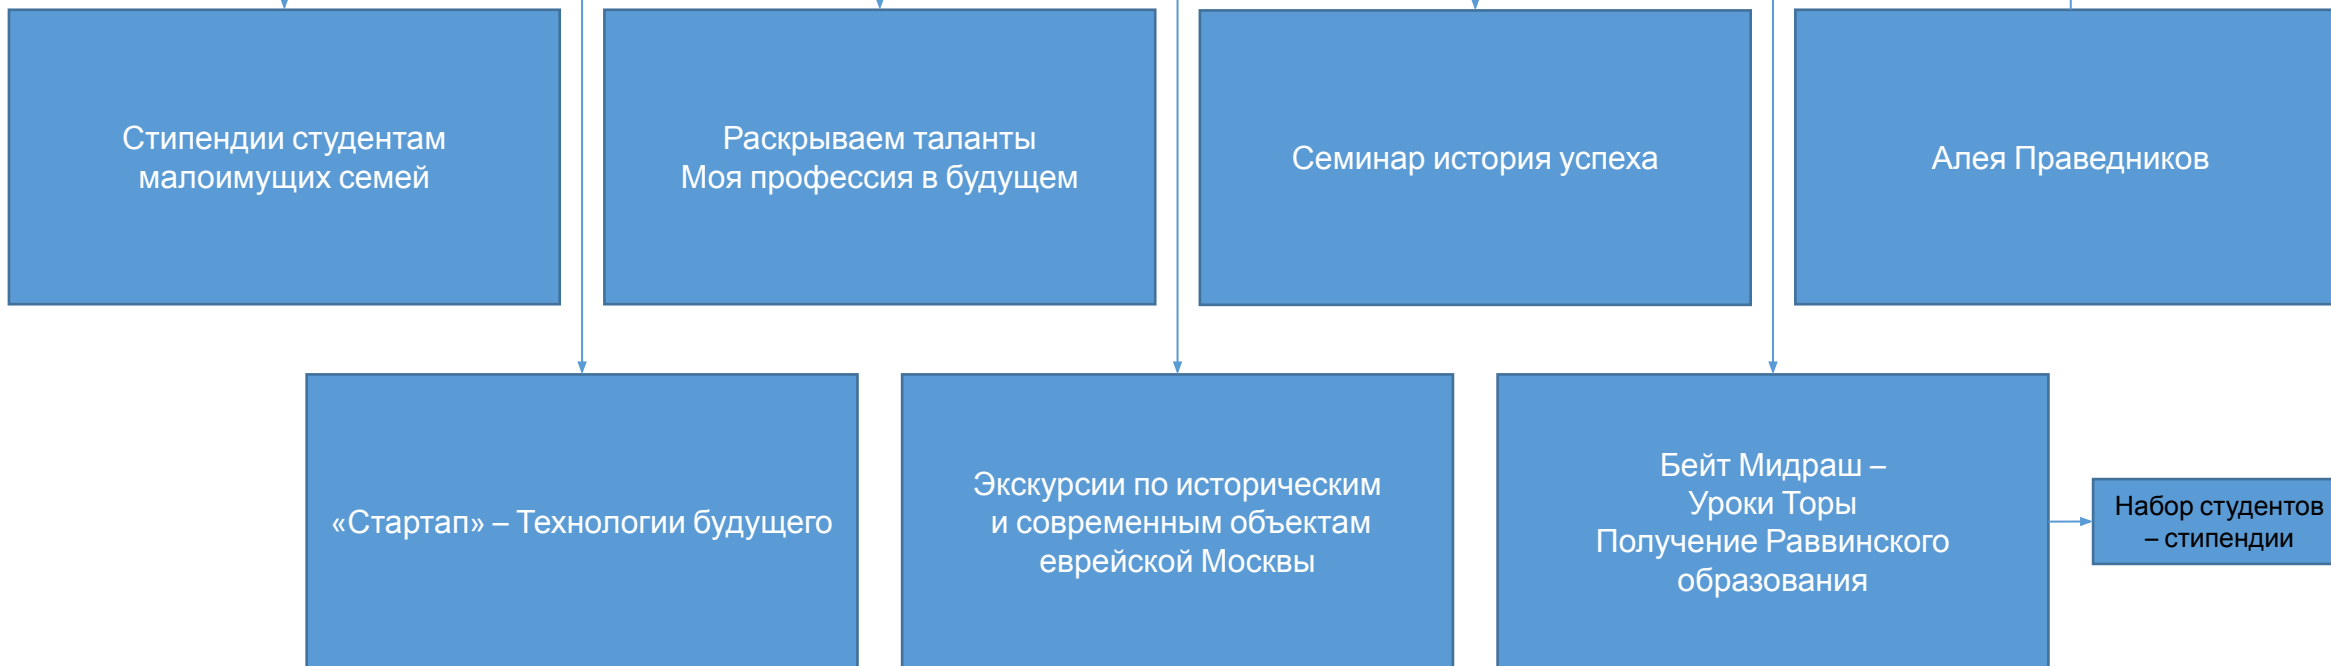 Стипендии студентам
малоимущих семей
Раскрываем таланты
Моя профессия в будущем
Семинар история успеха
Алея Праведников
«Стартап» – Технологии будущего
Экскурсии по историческим
и современным объектам
еврейской Москвы
Бейт Мидраш –
Уроки Торы
Получение Раввинского
образования
Набор студентов
– стипендии